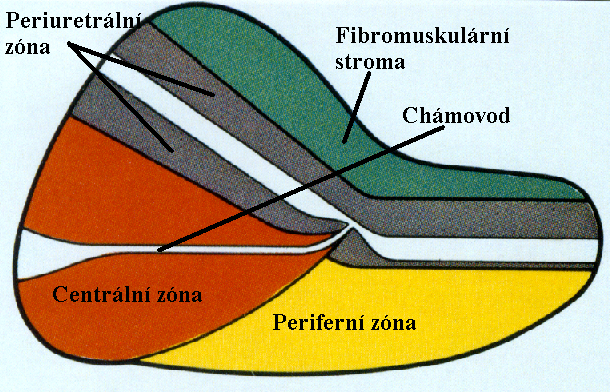 Periuretrální
zóna
Fibromuskulární
stroma
Chámovod
Centrální zóna
Periferní zóna